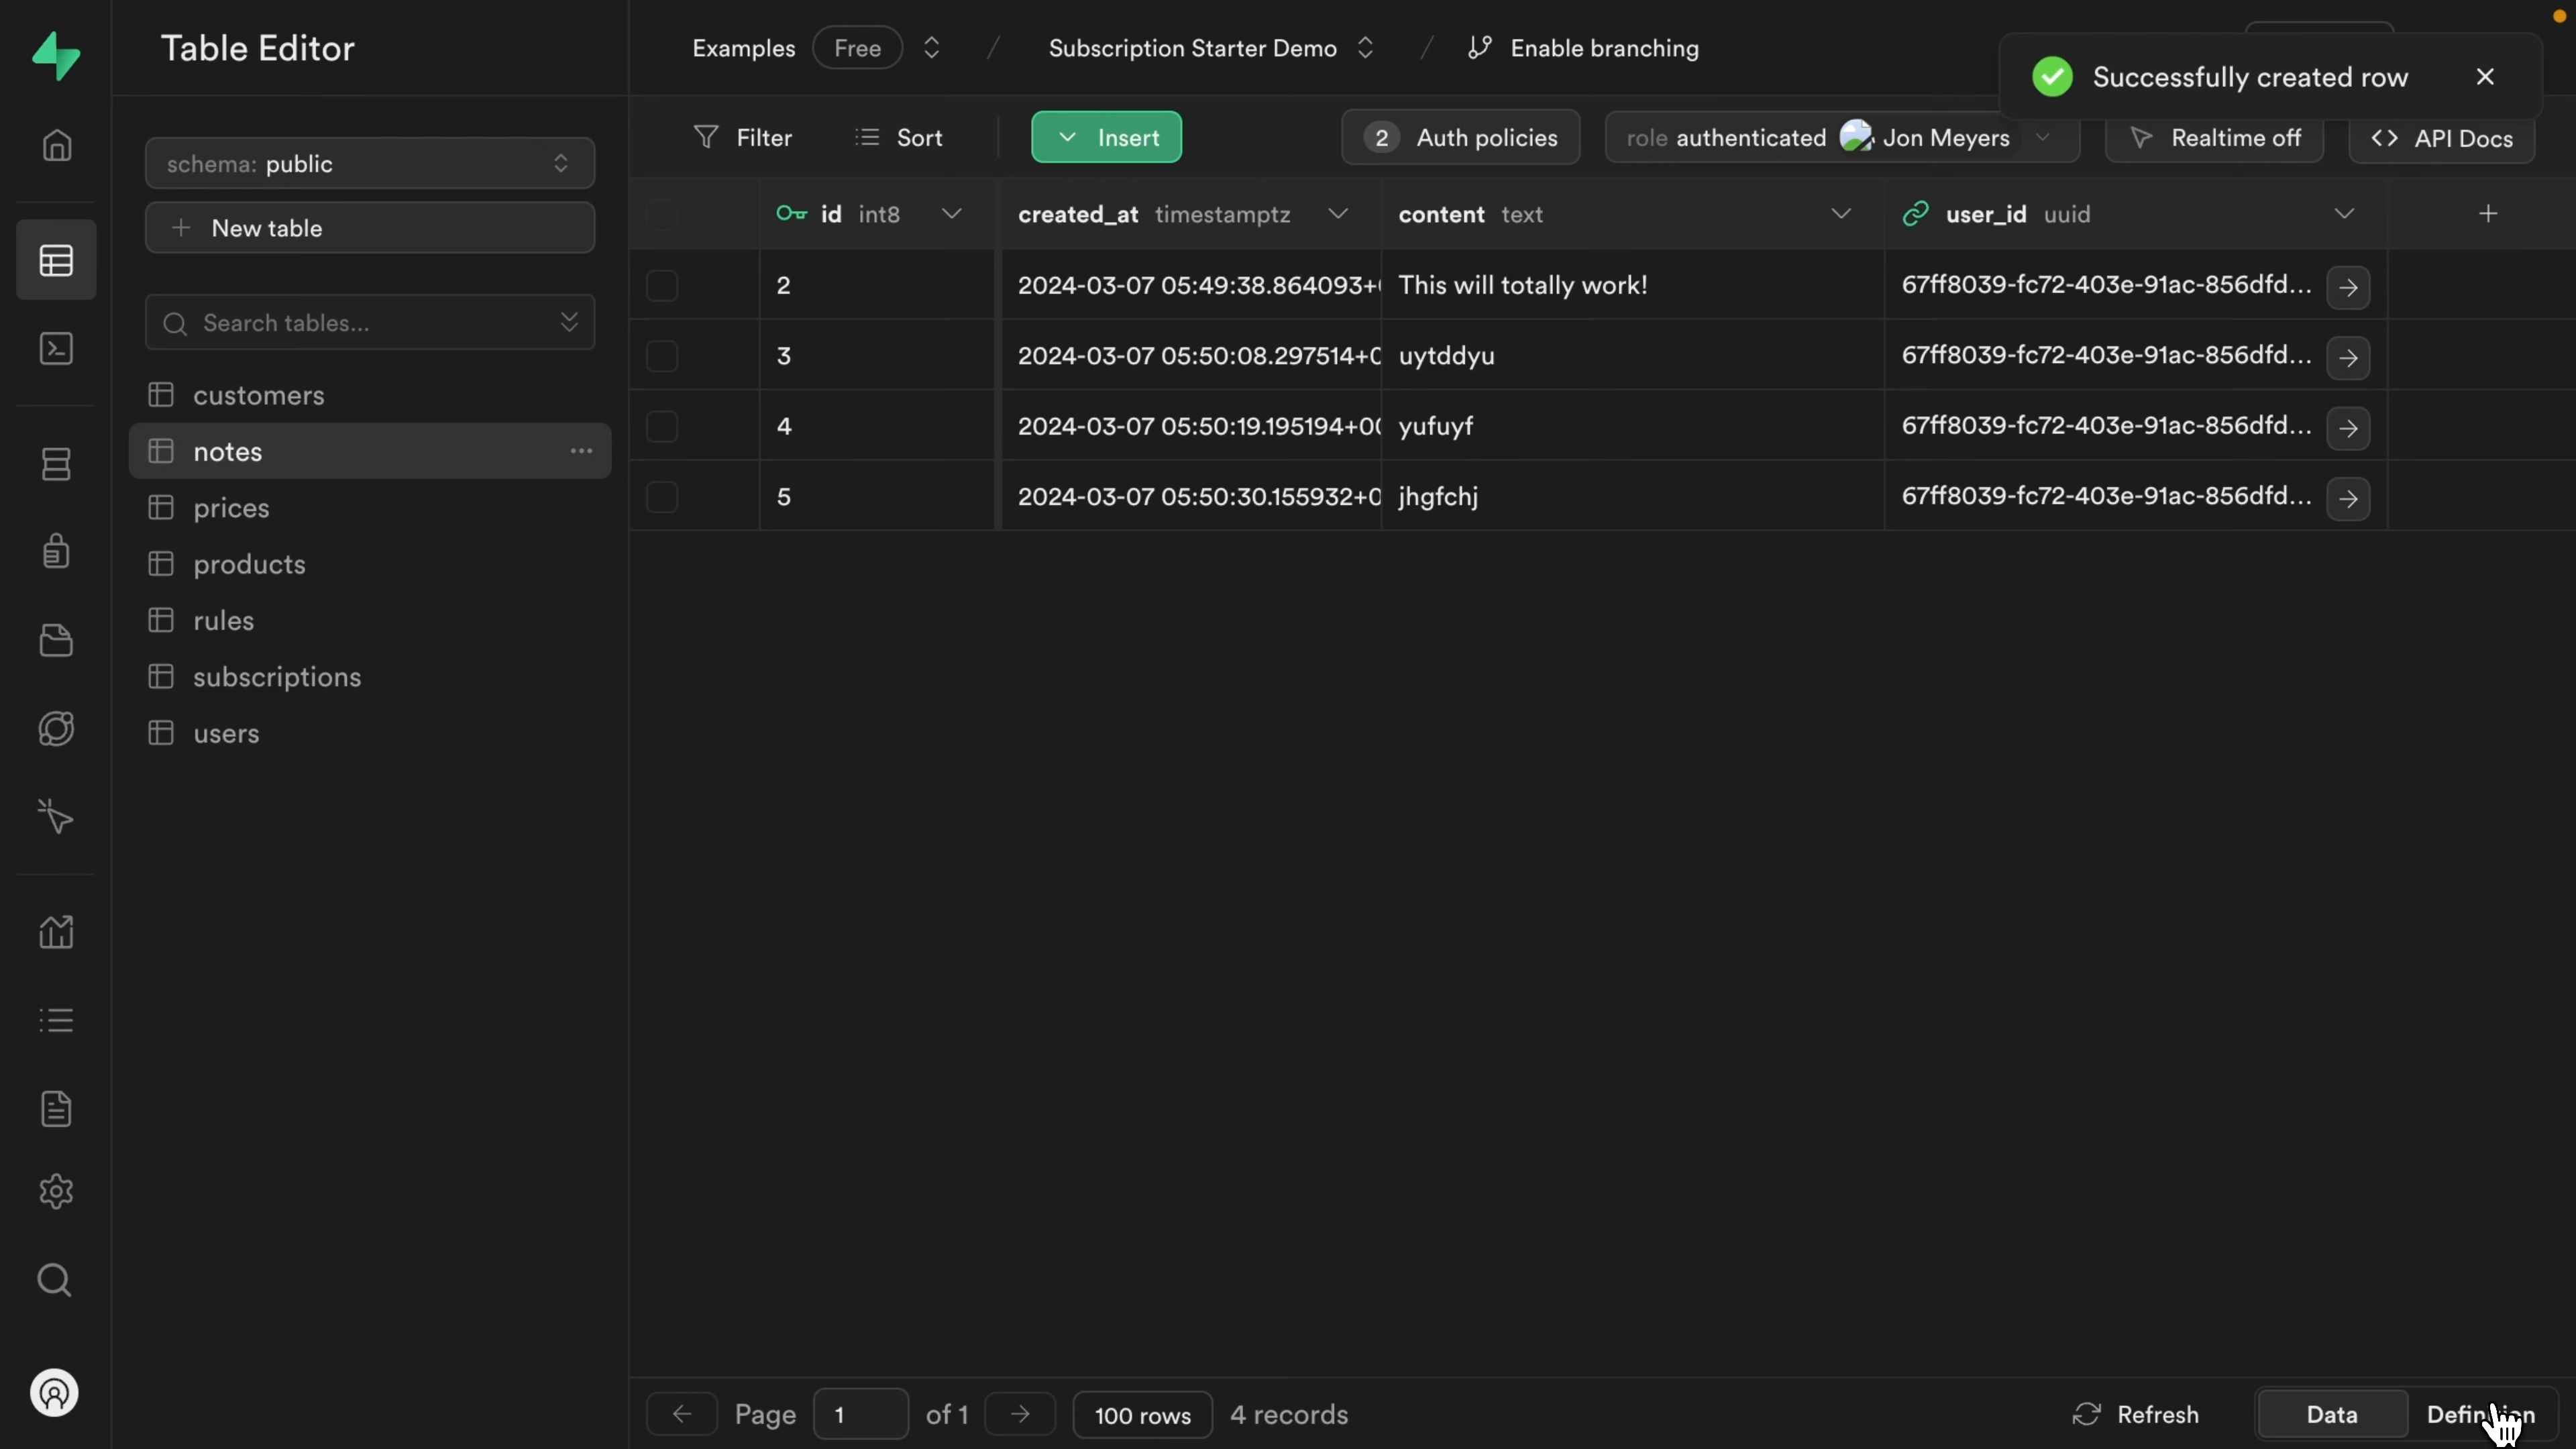 Table Editor
Examples Free / Subscription Starter Demo / Enable branching
Successfully created row
schema: public
New table
Search tables...
customers
notes
prices
products
rules
subscriptions
users
Filter Sort Insert 2 Auth policies role authenticated Jon Meyers Realtime off API Docs
id int8 created_at timestamptz content text user_id uuid
2 2024-03-07 05:49:38.864093+ This will totally work! 67ff8039-fc72-403e-91ac-856dfd...
3 2024-03-07 05:50:08.297514+0 uytddyu 67ff8039-fc72-403e-91ac-856dfd...
4 2024-03-07 05:50:19.195194+00 yufuyf 67ff8039-fc72-403e-91ac-856dfd...
5 2024-03-07 05:50:30.155932+0 jhgfchj 67ff8039-fc72-403e-91ac-856dfd...
Page 1 of 1 100 rows 4 records Refresh Data Definition